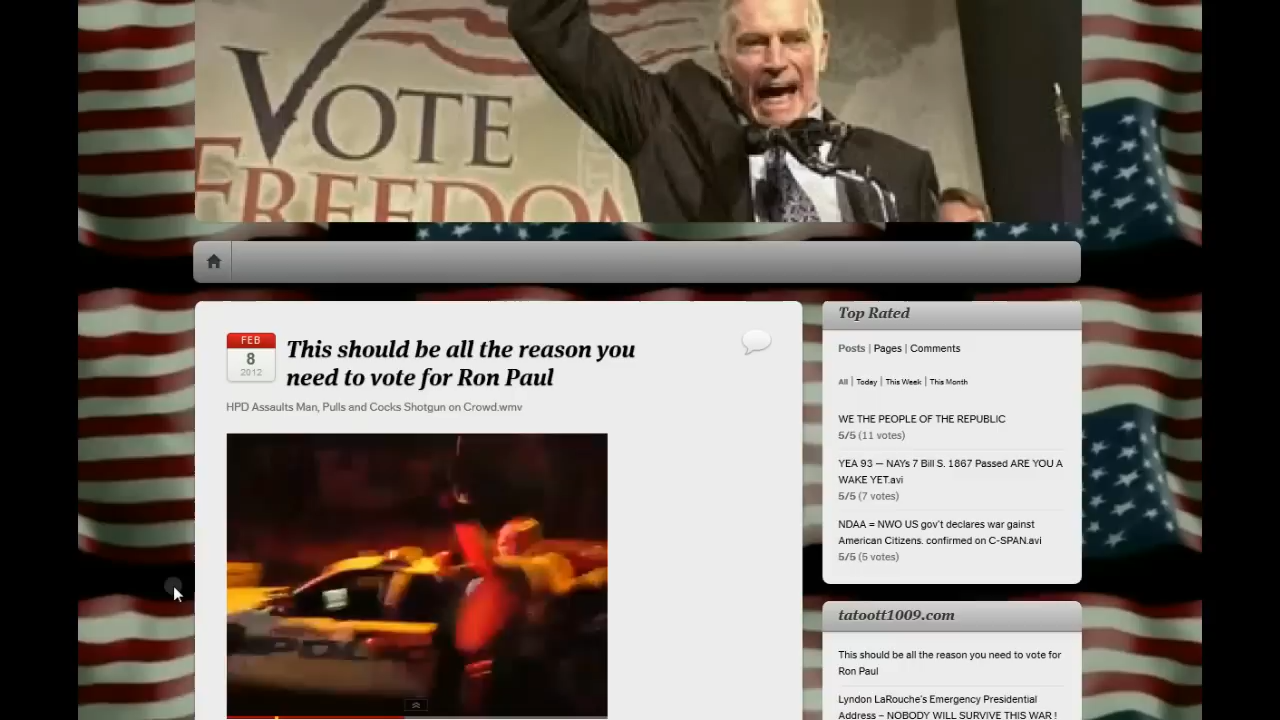 VOTE
FREEDOM
FEB
8
2012
This should be all the reason you
need to vote for Ron Paul
HPD Assaults Man, Pulls and Cocks Shotgun on Crowd.wmv
Top Rated
Posts | Pages | Comments
All | Today | This Week | This Month
WE THE PEOPLE OF THE REPUBLIC
5/5 (11 votes)
YEA 93 – NAYs 7 Bill S. 1867 Passed ARE YOU A
WAKE YET.avi
5/5 (7 votes)
NDAA = NWO US gov't declares war gainst
American Citizens. confirmed on C-SPAN.avi
5/5 (5 votes)
tatoott1009.com
This should be all the reason you need to vote for
Ron Paul
Lyndon LaRouche's Emergency Presidential
Address – NOBODY WILL SURVIVE THIS WAR !